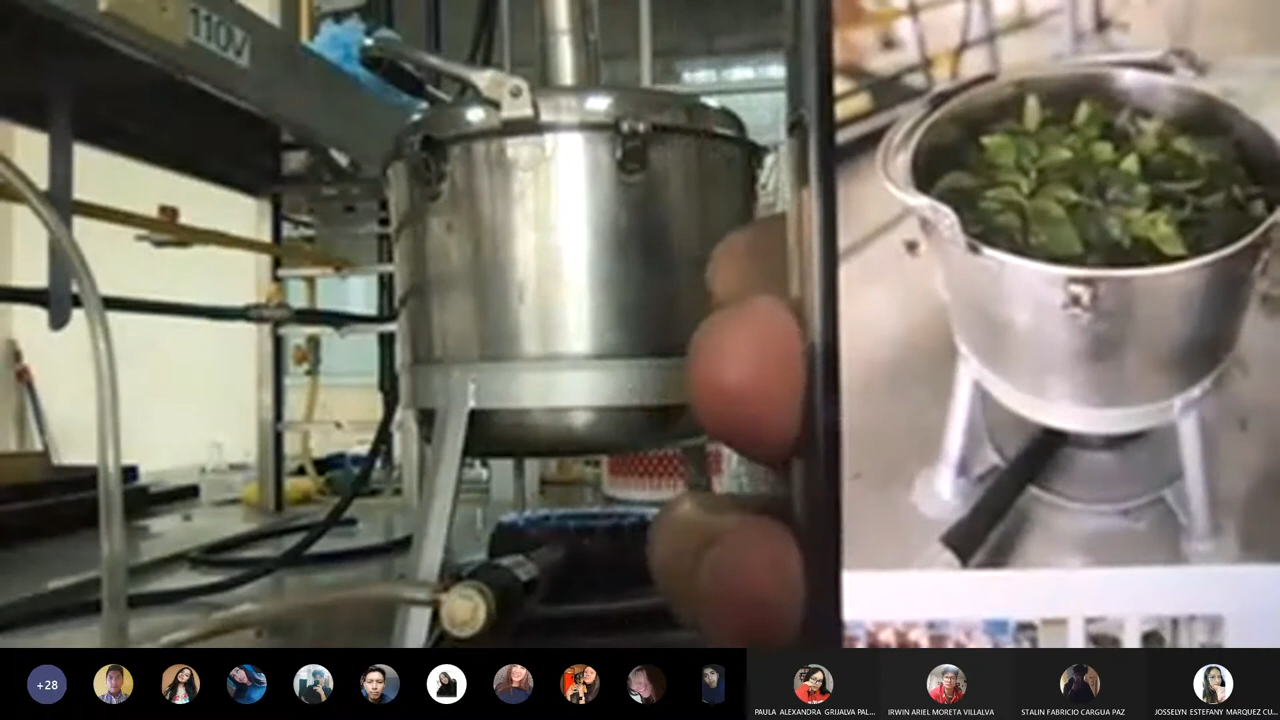 110V
+28
PAULA ALEXANDRA GRIJALVA PAL...
IRWIN ARIEL MORETA VILLALVA
STALIN FABRICIO CARGUA PAZ
JOSSELYN ESTEFANY MARQUEZ CU...